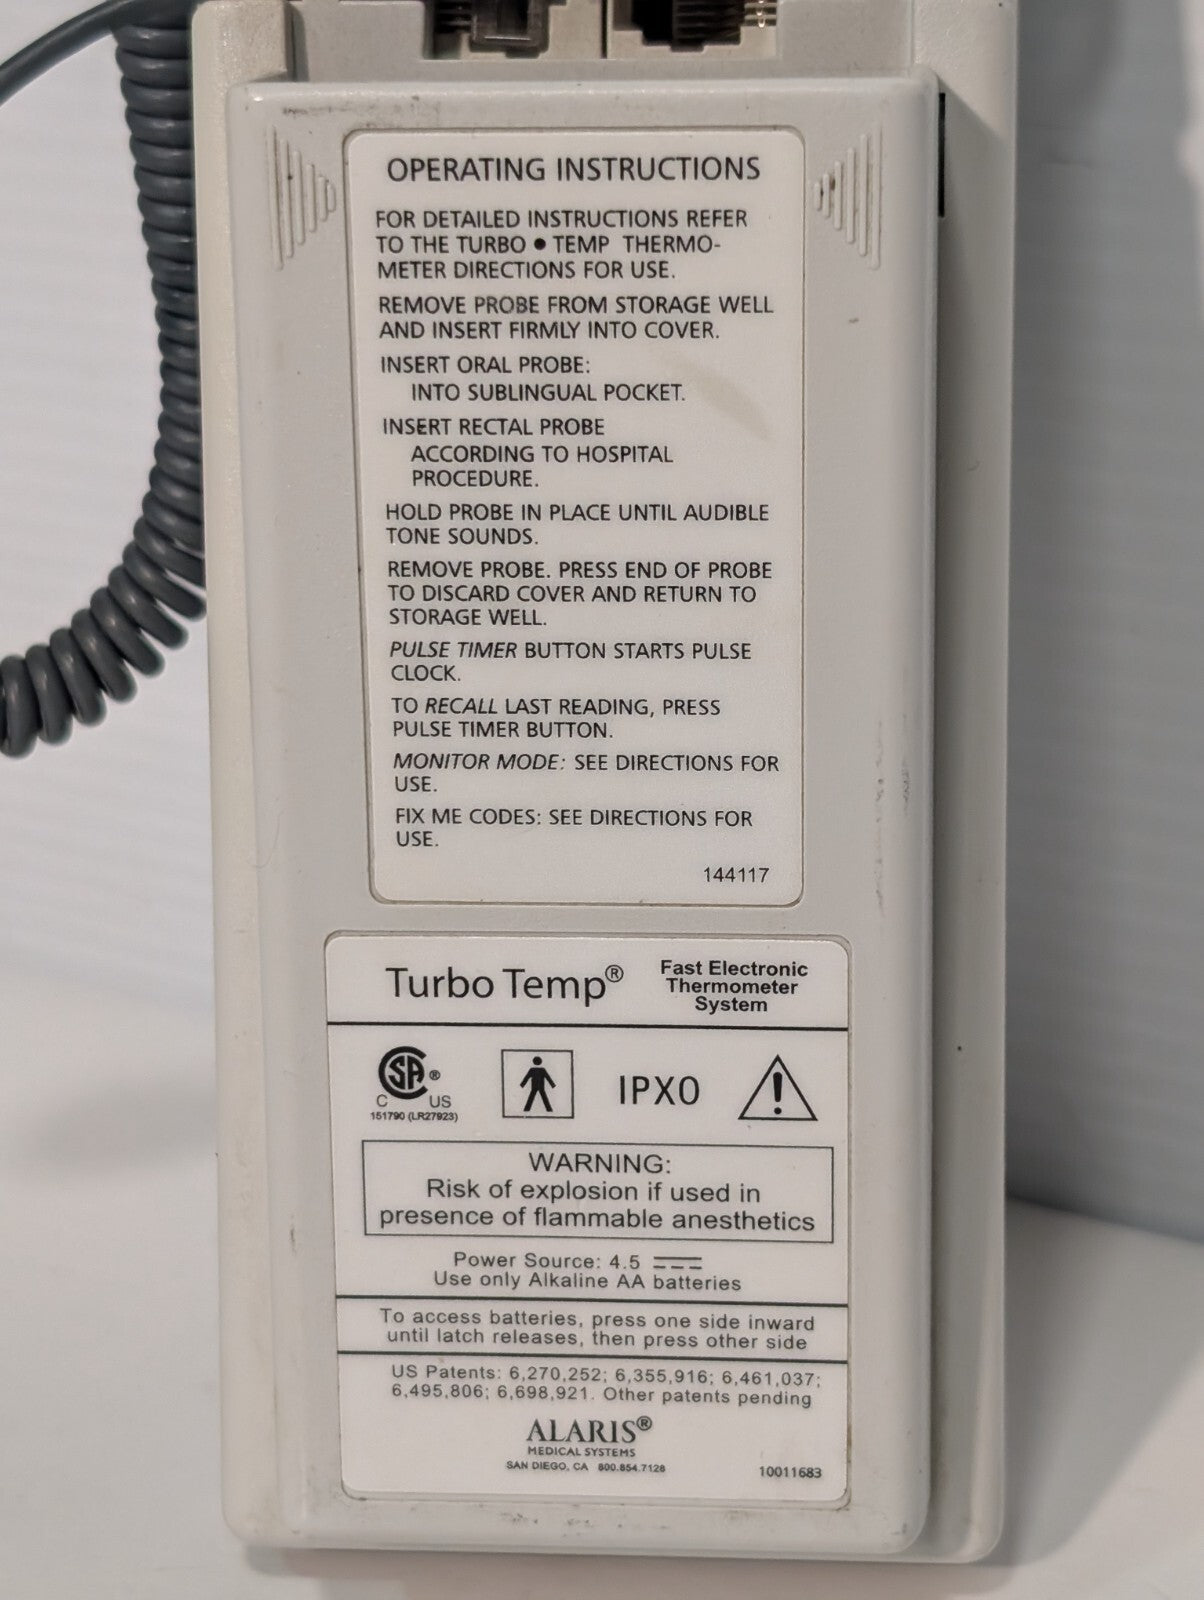 OPERATING INSTRUCTIONS
FOR DETAILED INSTRUCTIONS REFER
TO THE TURBO ● TEMP THERMO-
METER DIRECTIONS FOR USE.
REMOVE PROBE FROM STORAGE WELL
AND INSERT FIRMLY INTO COVER.
INSERT ORAL PROBE:
INTO SUBLINGUAL POCKET.
INSERT RECTAL PROBE
ACCORDING TO HOSPITAL
PROCEDURE.
HOLD PROBE IN PLACE UNTIL AUDIBLE
TONE SOUNDS.
REMOVE PROBE. PRESS END OF PROBE
TO DISCARD COVER AND RETURN TO
STORAGE WELL.
PULSE TIMER BUTTON STARTS PULSE
CLOCK.
TO RECALL LAST READING, PRESS
PULSE TIMER BUTTON.
MONITOR MODE: SEE DIRECTIONS FOR
USE.
FIX ME CODES: SEE DIRECTIONS FOR
USE.
144117
Turbo Temp®
Fast Electronic
Thermometer
System
CSA®
C US
151790 (LR27923)
IPX0
WARNING:
Risk of explosion if used in
presence of flammable anesthetics
Power Source: 4.5 ⎓
Use only Alkaline AA batteries
To access batteries, press one side inward
until latch releases, then press other side
US Patents: 6,270,252; 6,355,916; 6,461,037;
6,495,806; 6,698,921. Other patents pending
ALARIS®
MEDICAL SYSTEMS
SAN DIEGO, CA 800.854.7128
10011683